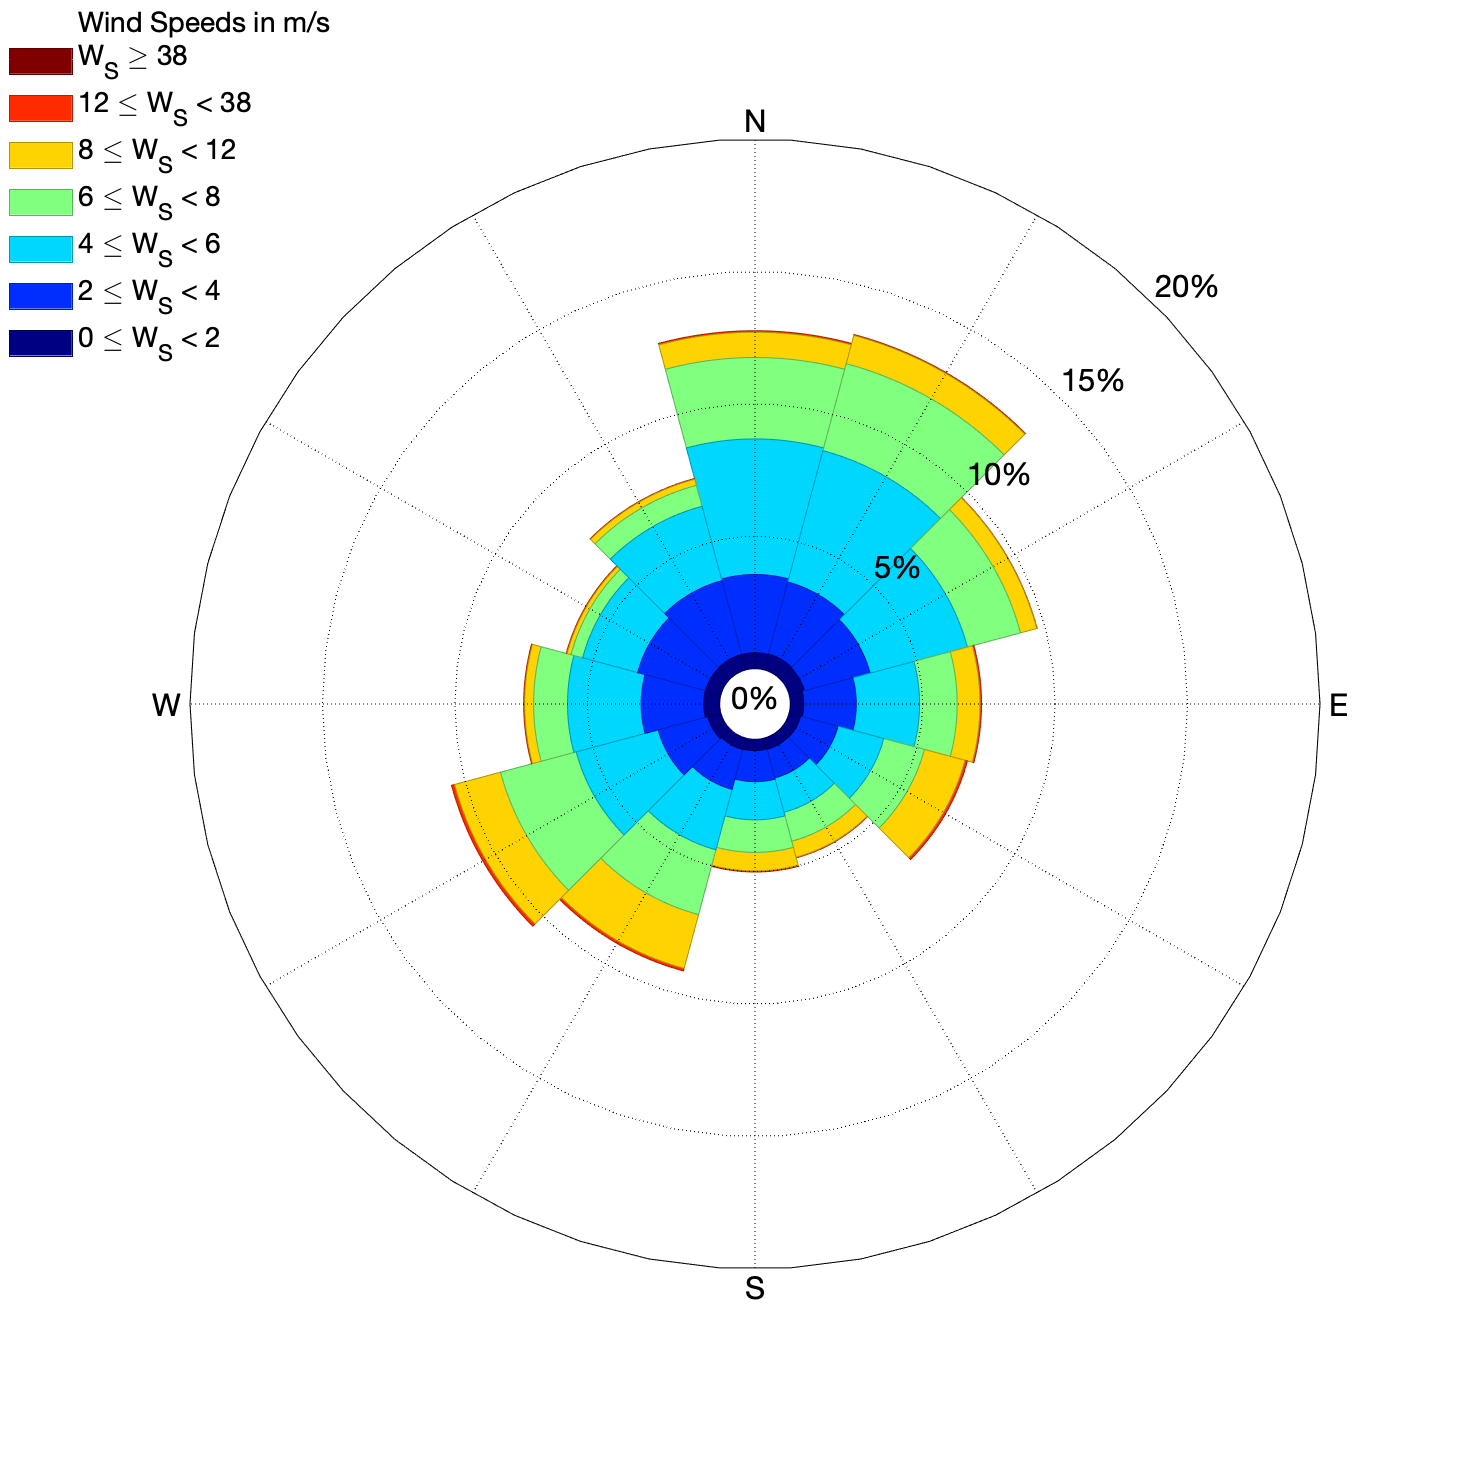 Wind Speeds in m/s
W_S ≥ 38
12 ≤ W_S < 38
8 ≤ W_S < 12
6 ≤ W_S < 8
4 ≤ W_S < 6
2 ≤ W_S < 4
0 ≤ W_S < 2
N
20%
15%
10%
5%
0%
W
E
S